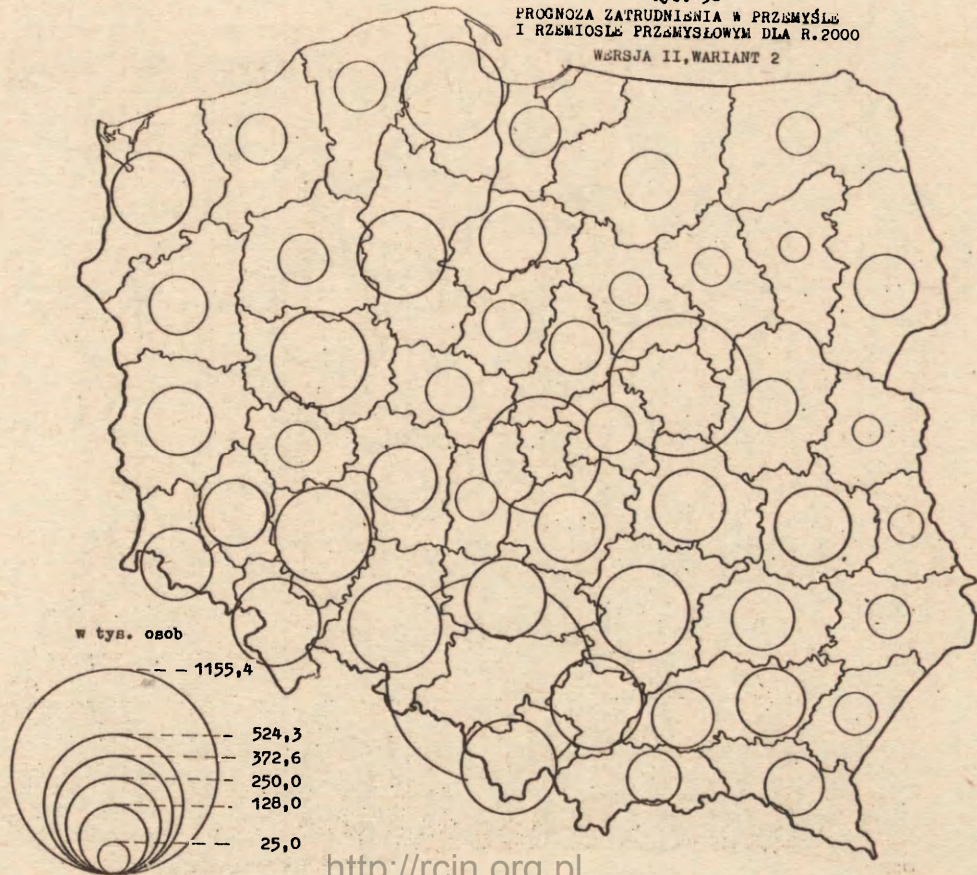 PROGNOZA ZATRUDNIENIA W PRZEMYŚLE
I RZEMIOSLE PRZEMYSŁOWYM DLA R.2000
WERSJA II,WARIANT 2
w tys. osob
1155,4
524,3
372,6
250,0
128,0
25,0
http://rcin.org.pl